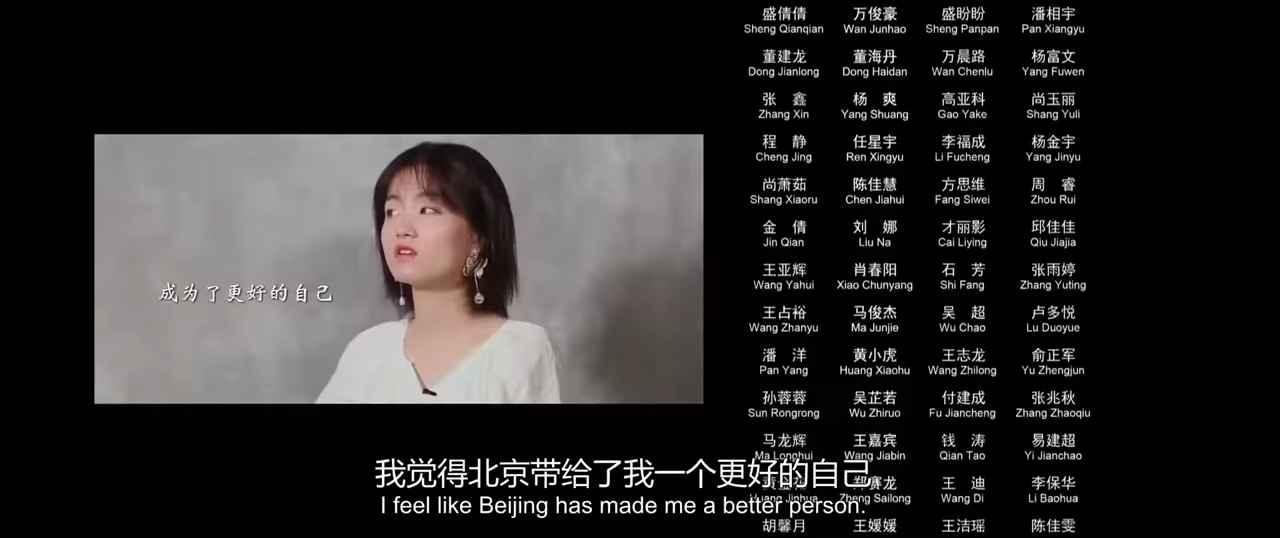 盛倩倩 万俊豪 盛盼盼 潘相宇
Sheng Qianqian Wan Junhao Sheng Panpan Pan Xiangyu
董建龙 董海丹 万晨路 杨富文
Dong Jianlong Dong Haidan Wan Chenlu Yang Fuwen
张 鑫 杨 爽 高亚科 尚玉丽
Zhang Xin Yang Shuang Gao Yake Shang Yuli
程 静 任星宇 李福成 杨金宇
Cheng Jing Ren Xingyu Li Fucheng Yang Jinyu
尚萧茹 陈佳慧 方思维 周 睿
Shang Xiaoru Chen Jiahui Fang Siwei Zhou Rui
金 倩 刘 娜 才丽影 邱佳佳
Jin Qian Liu Na Cai Liying Qiu Jiajia
王亚辉 肖春阳 石 芳 张雨婷
Wang Yahui Xiao Chunyang Shi Fang Zhang Yuting
王占裕 马俊杰 吴 超 卢多悦
Wang Zhanyu Ma Junjie Wu Chao Lu Duoyue
潘 洋 黄小虎 王志龙 俞正军
Pan Yang Huang Xiaohu Wang Zhilong Yu Zhengjun
孙蓉蓉 吴芷若 付建成 张兆秋
Sun Rongrong Wu Zhiruo Fu Jiancheng Zhang Zhaoqiu
马龙辉 王嘉宾 钱 涛 易建超
Ma Longhui Wang Jiabin Qian Tao Yi Jianchao
王 迪 李保华
Huang Jinhua Zheng Sailong Wang Di Li Baohua
胡馨月 王媛媛 王洁瑶 陈佳雯
成为了更好的自己
我觉得北京带给了我一个更好的自己
I feel like Beijing has made me a better person.